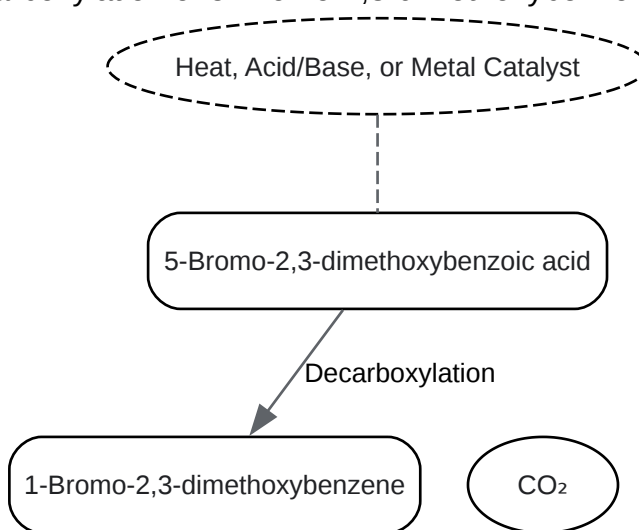 Heat, Acid/Base, or Metal Catalyst
5-Bromo-2,3-dimethoxybenzoic acid
Decarboxylation
1-Bromo-2,3-dimethoxybenzene CO₂